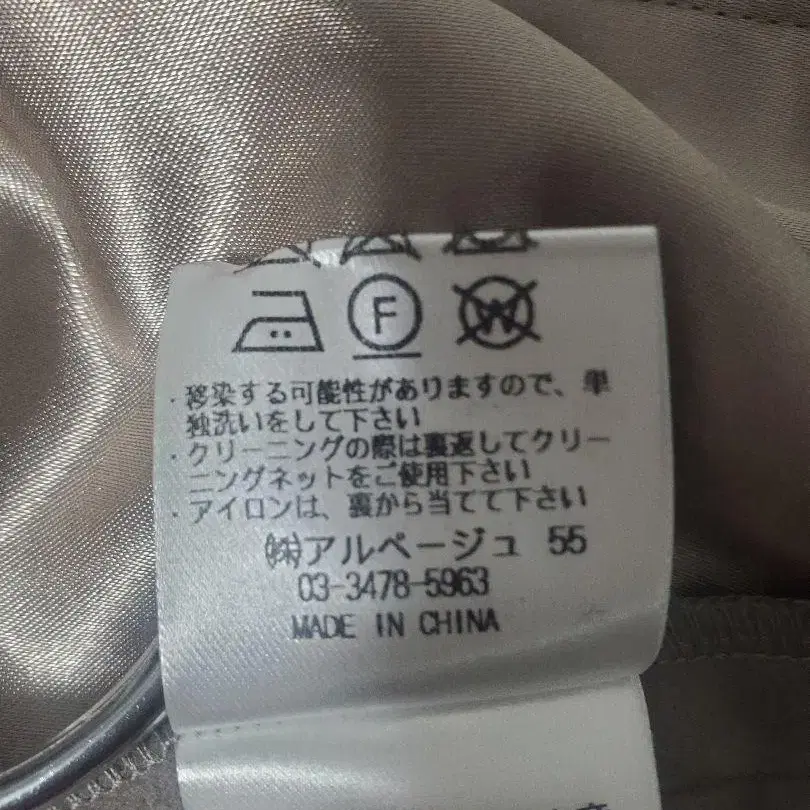 F
W
・移染する可能性がありますので、単
独洗いをして下さい
・クリーニングの際は裏返してクリー
ニングネットをご使用下さい
・アイロンは、裏から当てて下さい
㈱アルページュ 55
03-3478-5963
MADE IN CHINA